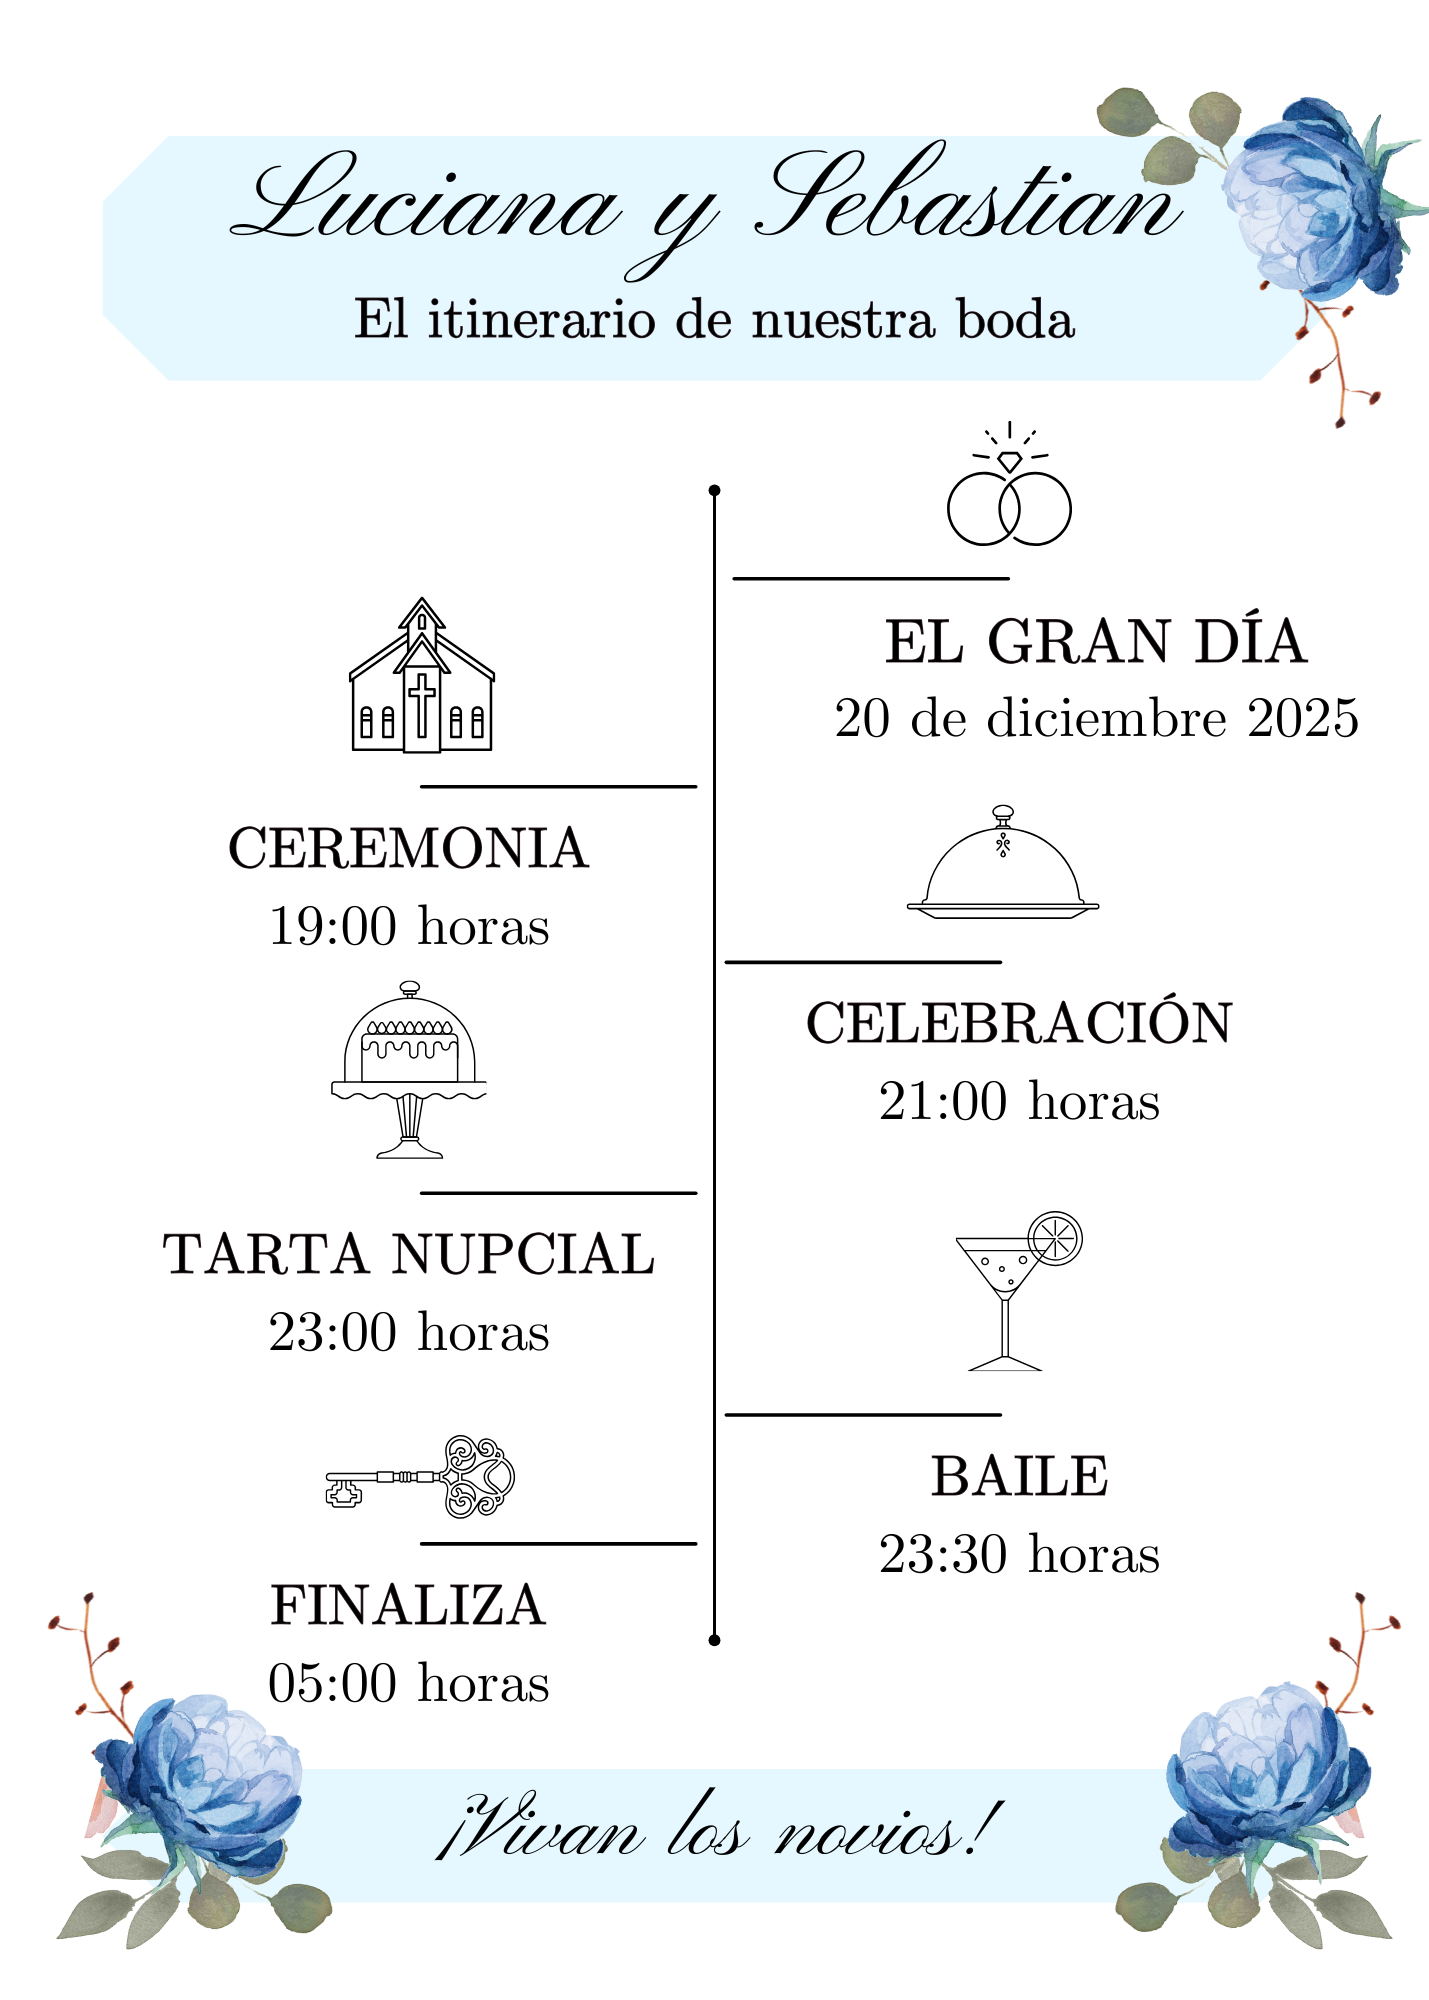 Luciana y Sebastian
El itinerario de nuestra boda
EL GRAN DÍA
20 de diciembre 2025
CEREMONIA
19:00 horas
CELEBRACIÓN
21:00 horas
TARTA NUPCIAL
23:00 horas
BAILE
23:30 horas
FINALIZA
05:00 horas
¡Vivan los novios!